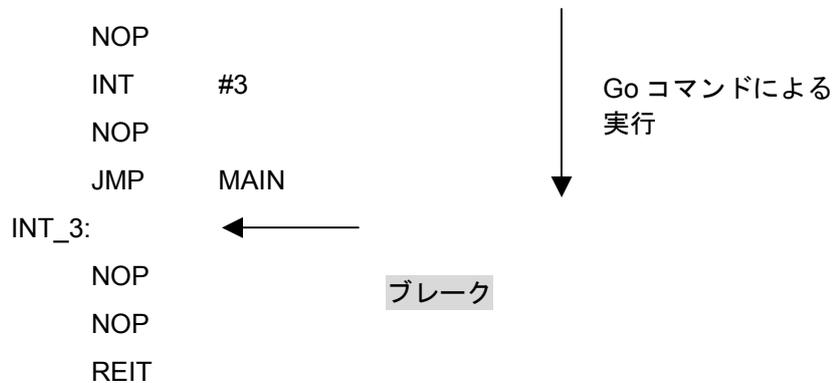 NOP
INT #3
NOP
JMP MAIN
INT_3:
NOP
NOP
REIT
Go コマンドによる
実行
ブレーク